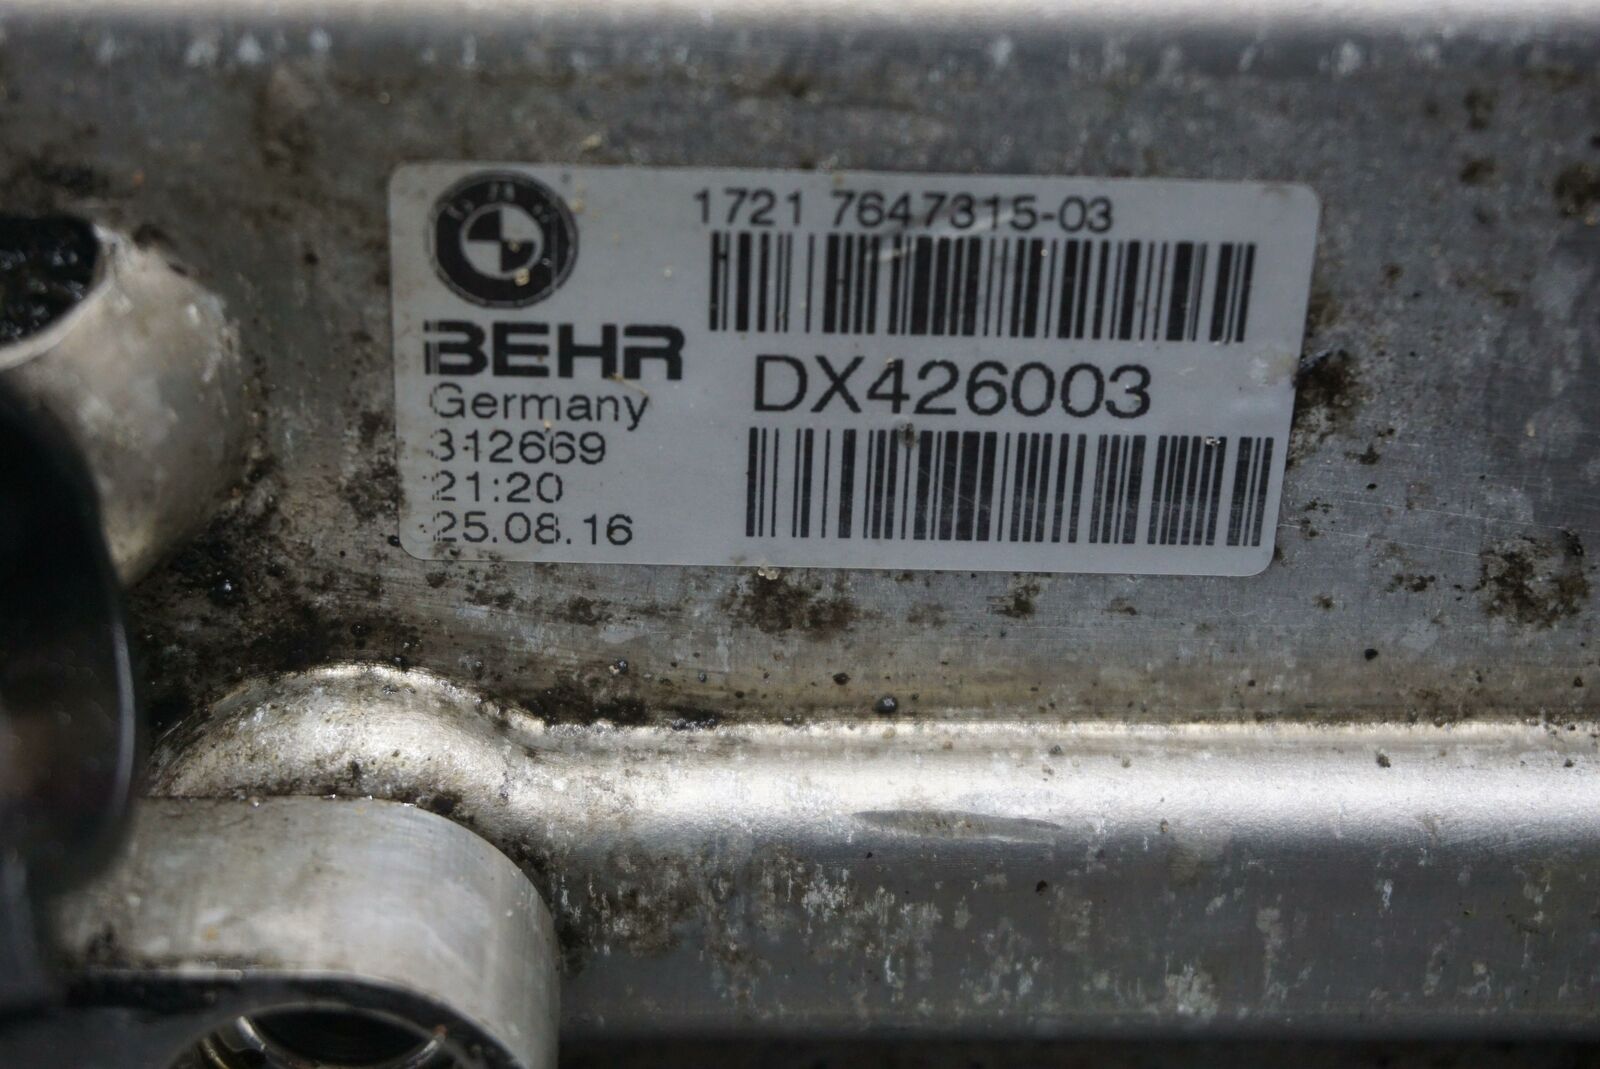 1721 7647315-03
BEHR
DX426003
Germany
312669
21:20
25.08.16